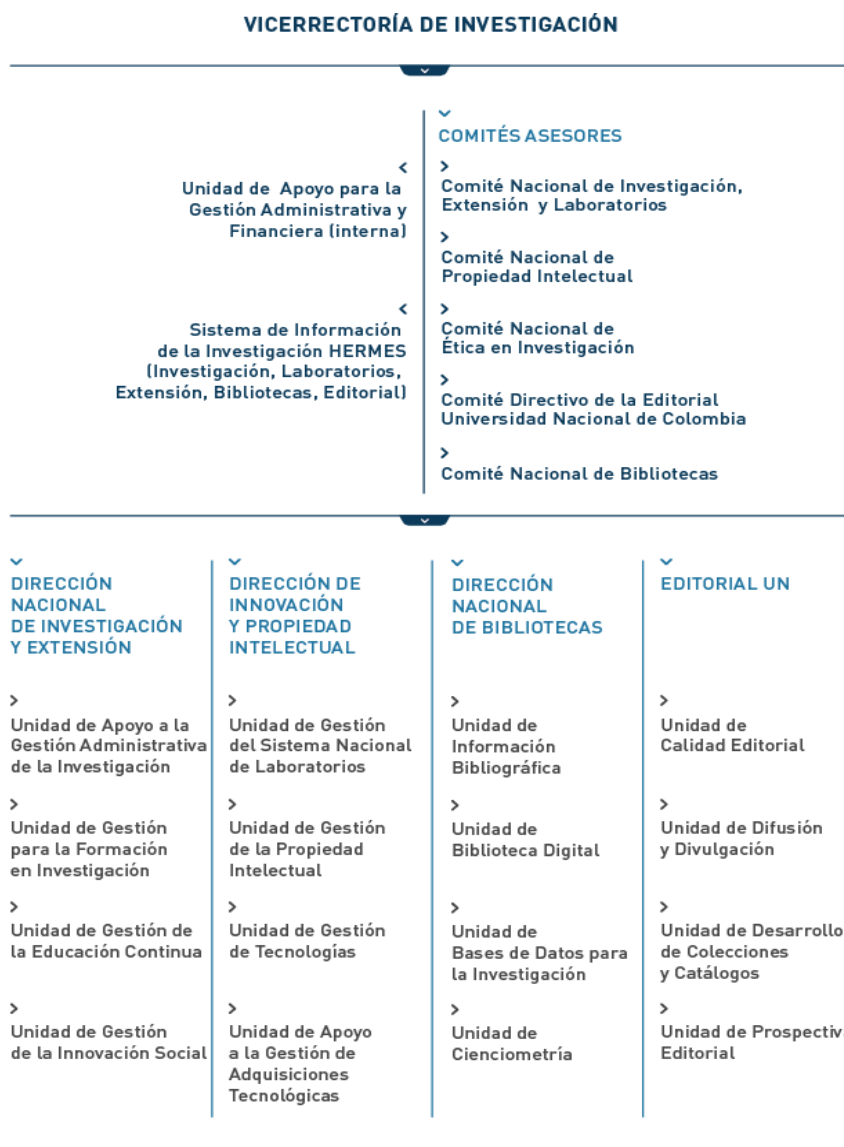 VICERRECTORÍA DE INVESTIGACIÓN
Unidad de Apoyo para la
Gestión Administrativa y
Financiera (interna)
Sistema de Información
de la Investigación HERMES
(Investigación, Laboratorios,
Extensión, Bibliotecas, Editorial)
COMITÉS ASESORES
Comité Nacional de Investigación,
Extensión y Laboratorios
Comité Nacional de
Propiedad Intelectual
Comité Nacional de
Ética en Investigación
Comité Directivo de la Editorial
Universidad Nacional de Colombia
Comité Nacional de Bibliotecas
DIRECCIÓN
NACIONAL
DE INVESTIGACIÓN
Y EXTENSIÓN
Unidad de Apoyo a la
Gestión Administrativa
de la Investigación
Unidad de Gestión
para la Formación
en Investigación
Unidad de Gestión de
la Educación Continua
Unidad de Gestión
de la Innovación Social
DIRECCIÓN DE
INNOVACIÓN
Y PROPIEDAD
INTELECTUAL
Unidad de Gestión
del Sistema Nacional
de Laboratorios
Unidad de Gestión
de la Propiedad
Intelectual
Unidad de Gestión
de Tecnologías
Unidad de Apoyo
a la Gestión de
Adquisiciones
Tecnológicas
DIRECCIÓN
NACIONAL
DE BIBLIOTECAS
Unidad de
Información
Bibliográfica
Unidad de
Biblioteca Digital
Unidad de
Bases de Datos para
la Investigación
Unidad de
Cienciometría
EDITORIAL UN
Unidad de
Calidad Editorial
Unidad de Difusión
y Divulgación
Unidad de Desarrollo
de Colecciones
y Catálogos
Unidad de Prospectiv
Editorial